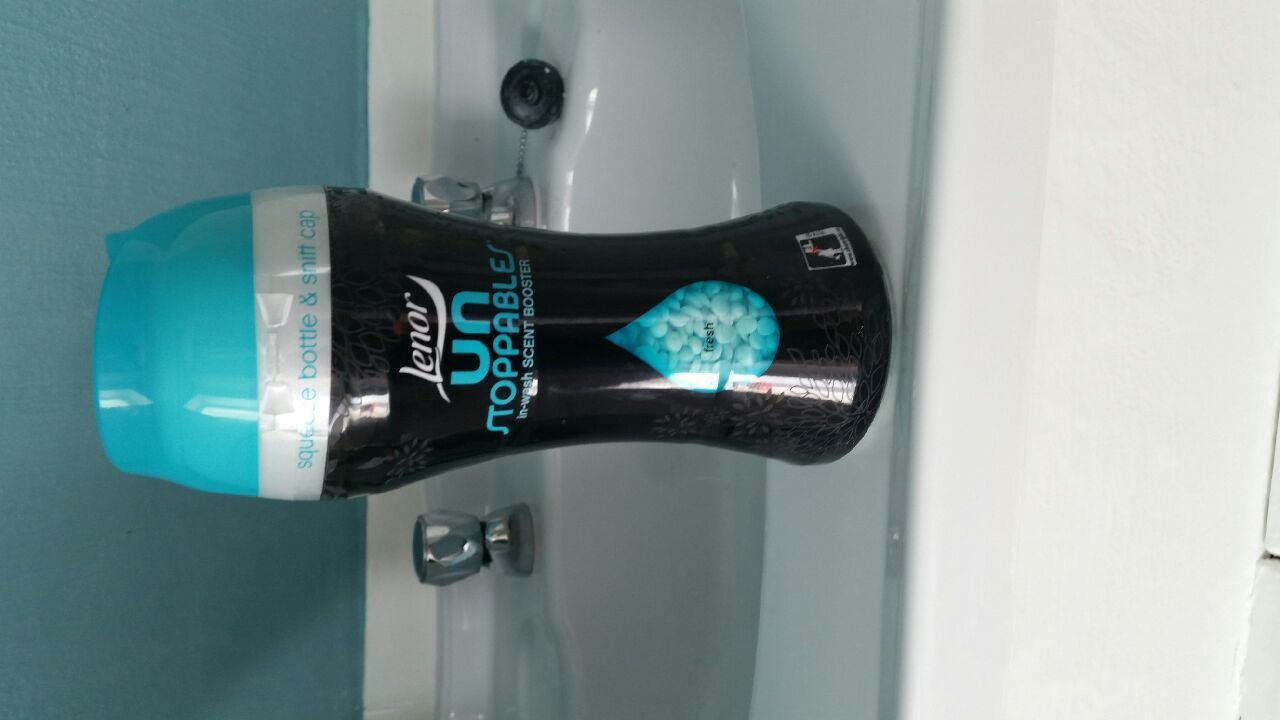 squeeze bottle & sniff cap
Lenor
un
STOPPABLES
in-wash SCENT BOOSTER
fresh